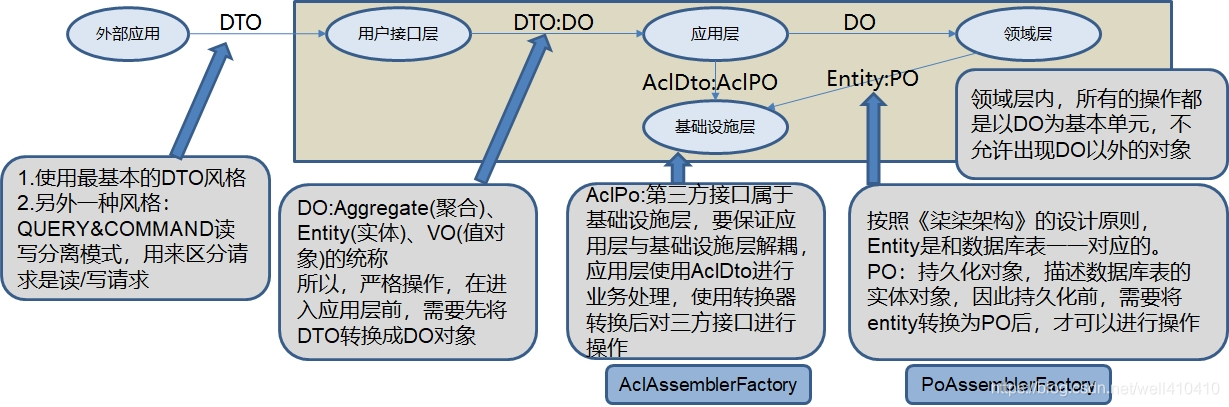 外部应用
DTO
用户接口层
DTO:DO
应用层
DO
领域层
AclDto:AclPO
Entity:PO
基础设施层
领域层内，所有的操作都
是以DO为基本单元，不
允许出现DO以外的对象
1.使用最基本的DTO风格
2.另外一种风格：
QUERY&COMMAND读
写分离模式，用来区分请
求是读/写请求
DO:Aggregate(聚合)、
Entity(实体)、VO(值对
象)的统称
所以，严格操作，在进
入应用层前，需要先将
DTO转换成DO对象
AclPo:第三方接口属于
基础设施层，要保证应
用层与基础设施层解耦，
应用层使用AclDto进行
业务处理，使用转换器
转换后对三方接口进行
操作
按照《柒柒架构》的设计原则，
Entity是和数据库表一一对应的。
PO：持久化对象，描述数据库表的
实体对象，因此持久化前，需要将
entity转换为PO后，才可以进行操作
AclAssemblerFactory
PoAssemblerFactory
https://blog.csdn.net/well410410